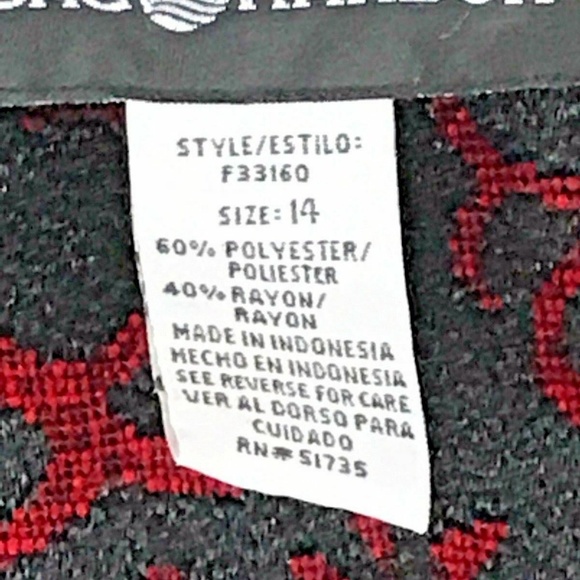 STYLE/ESTILO:
F33160
SIZE: 14
60% POLYESTER/
POLIESTER
40% RAYON/
RAYON
MADE IN INDONESIA
HECHO EN INDONESIA
SEE REVERSE FOR CARE
VER AL DORSO PARA
CUIDADO
RN# 51735